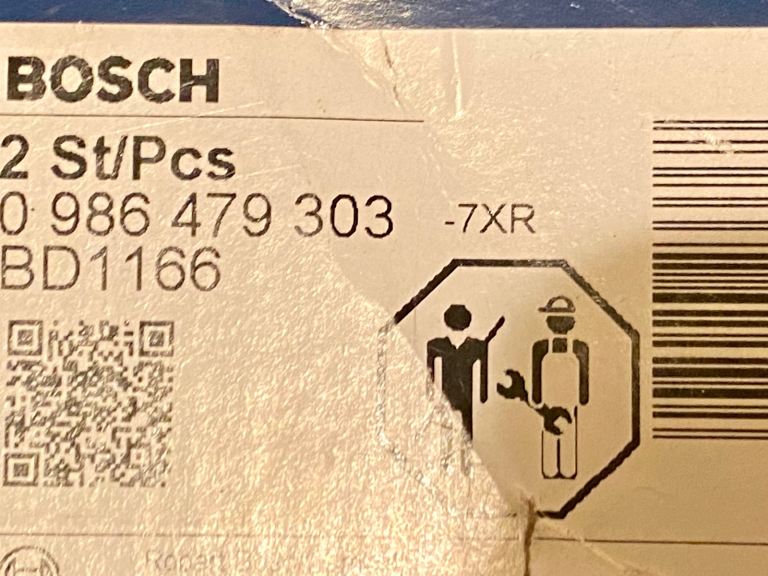 BOSCH
2 St/Pcs
0 986 479 303 -7XR
BD1166